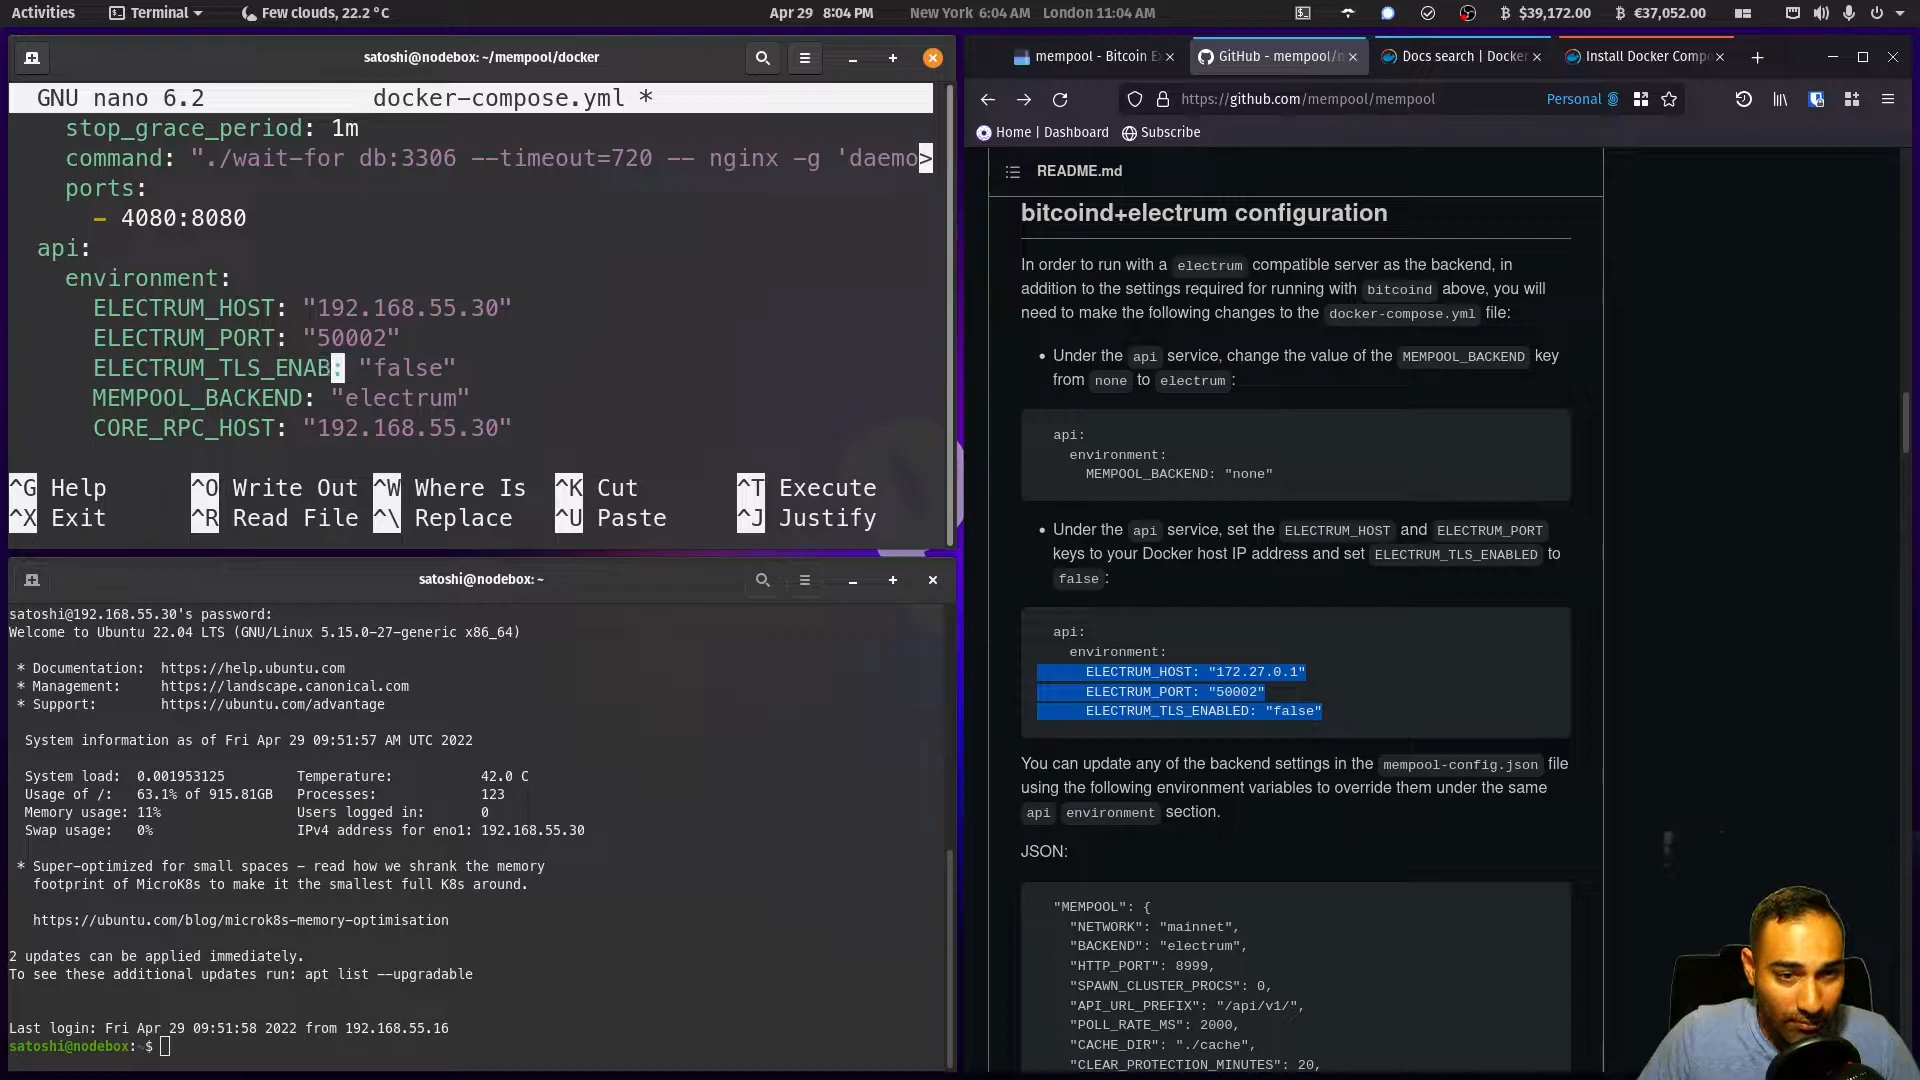 Activities
Terminal
Few clouds, 22.2 °C
Apr 29 8:04 PM
New York 6:04 AM London 11:04 AM
₿ $39,172.00
₿ €37,052.00
satoshi@nodebox: ~/mempool/docker
GNU nano 6.2 docker-compose.yml *
stop_grace_period: 1m
command: "./wait-for db:3306 --timeout=720 -- nginx -g 'daemo>
ports:
- 4080:8080
api:
environment:
ELECTRUM_HOST: "192.168.55.30"
ELECTRUM_PORT: "50002"
ELECTRUM_TLS_ENAB: "false"
MEMPOOL_BACKEND: "electrum"
CORE_RPC_HOST: "192.168.55.30"
^G Help ^O Write Out ^W Where Is ^K Cut ^T Execute
^X Exit ^R Read File ^\ Replace ^U Paste ^J Justify
satoshi@nodebox: ~
satoshi@192.168.55.30's password:
Welcome to Ubuntu 22.04 LTS (GNU/Linux 5.15.0-27-generic x86_64)
* Documentation: https://help.ubuntu.com
* Management: https://landscape.canonical.com
* Support: https://ubuntu.com/advantage
System information as of Fri Apr 29 09:51:57 AM UTC 2022
System load: 0.001953125 Temperature: 42.0 C
Usage of /: 63.1% of 915.81GB Processes: 123
Memory usage: 11% Users logged in: 0
Swap usage: 0% IPv4 address for eno1: 192.168.55.30
* Super-optimized for small spaces - read how we shrank the memory
footprint of MicroK8s to make it the smallest full K8s around.
https://ubuntu.com/blog/microk8s-memory-optimisation
2 updates can be applied immediately.
To see these additional updates run: apt list --upgradable
Last login: Fri Apr 29 09:51:58 2022 from 192.168.55.16
satoshi@nodebox:~$
mempool - Bitcoin Ex
GitHub - mempool/m
Docs search | Docker
Install Docker Compo
https://github.com/mempool/mempool
Personal
Home | Dashboard
Subscribe
README.md
bitcoind+electrum configuration
In order to run with a electrum compatible server as the backend, in
addition to the settings required for running with bitcoind above, you will
need to make the following changes to the docker-compose.yml file:
• Under the api service, change the value of the MEMPOOL_BACKEND key
from none to electrum:
api:
environment:
MEMPOOL_BACKEND: "none"
• Under the api service, set the ELECTRUM_HOST and ELECTRUM_PORT
keys to your Docker host IP address and set ELECTRUM_TLS_ENABLED to
false:
api:
environment:
ELECTRUM_HOST: "172.27.0.1"
ELECTRUM_PORT: "50002"
ELECTRUM_TLS_ENABLED: "false"
You can update any of the backend settings in the mempool-config.json file
using the following environment variables to override them under the same
api environment section.
JSON:
"MEMPOOL": {
"NETWORK": "mainnet",
"BACKEND": "electrum",
"HTTP_PORT": 8999,
"SPAWN_CLUSTER_PROCS": 0,
"API_URL_PREFIX": "/api/v1/",
"POLL_RATE_MS": 2000,
"CACHE_DIR": "./cache",
"CLEAR_PROTECTION_MINUTES": 20,